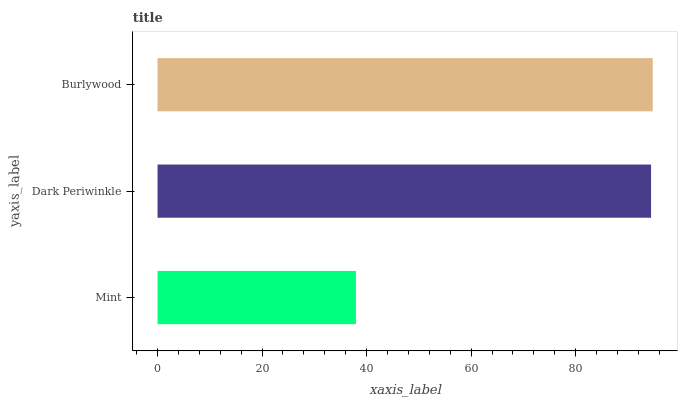 title
Burlywood
Dark Periwinkle
Mint
yaxis_label
0 20 40 60 80
xaxis_label